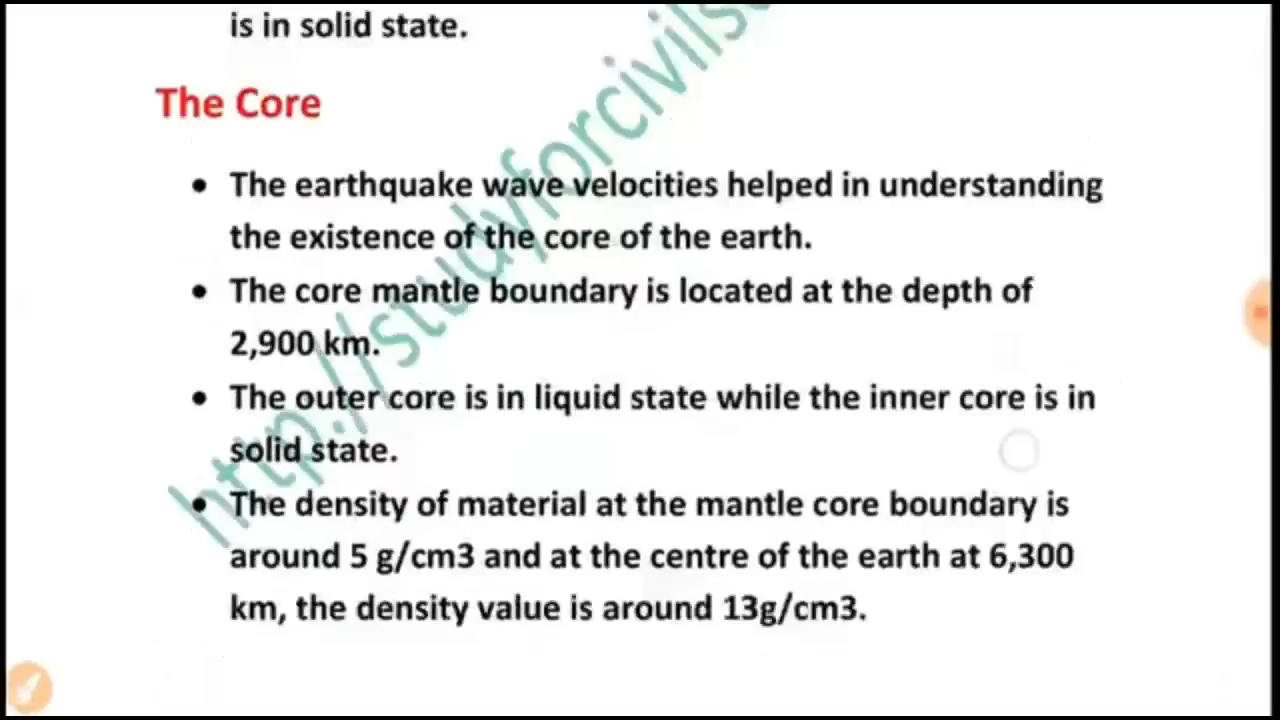 is in solid state.
The Core
• The earthquake wave velocities helped in understanding
the existence of the core of the earth.
• The core mantle boundary is located at the depth of
2,900 km.
• The outer core is in liquid state while the inner core is in
solid state.
• The density of material at the mantle core boundary is
around 5 g/cm3 and at the centre of the earth at 6,300
km, the density value is around 13g/cm3.